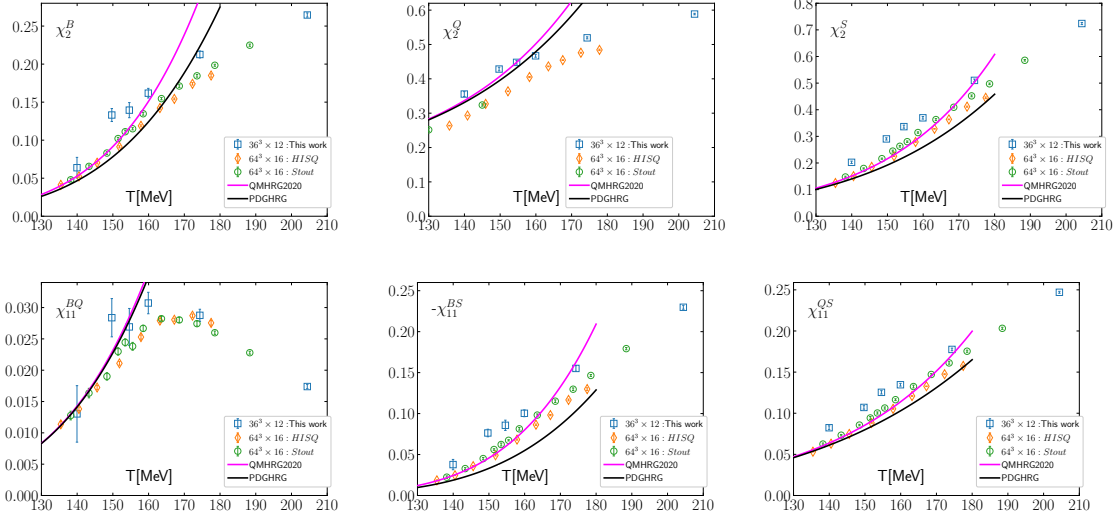 χ₂ᴮ
0.25
0.20
0.15
0.10
0.05
0.00
36³ × 12 :This work
64³ × 16 : HISQ
64³ × 16 : Stout
QMHRG2020
PDGHRG
T[MeV]
130 140 150 160 170 180 190 200 210
χ₂^Q
0.6
0.5
0.4
0.3
0.2
0.1
0.0
36³ × 12 :This work
64³ × 16 : HISQ
64³ × 16 : Stout
QMHRG2020
PDGHRG
T[MeV]
130 140 150 160 170 180 190 200 210
χ₂^S
0.8
0.7
0.6
0.5
0.4
0.3
0.2
0.1
0.0
36³ × 12 :This work
64³ × 16 : HISQ
64³ × 16 : Stout
QMHRG2020
PDGHRG
T[MeV]
130 140 150 160 170 180 190 200 210
χ₁₁^BQ
0.030
0.025
0.020
0.015
0.010
0.005
0.000
36³ × 12 :This work
64³ × 16 : HISQ
64³ × 16 : Stout
QMHRG2020
PDGHRG
T[MeV]
130 140 150 160 170 180 190 200 210
-χ₁₁^BS
0.25
0.20
0.15
0.10
0.05
0.00
36³ × 12 :This work
64³ × 16 : HISQ
64³ × 16 : Stout
QMHRG2020
PDGHRG
T[MeV]
130 140 150 160 170 180 190 200 210
χ₁₁^QS
0.25
0.20
0.15
0.10
0.05
0.00
36³ × 12 :This work
64³ × 16 : HISQ
64³ × 16 : Stout
QMHRG2020
PDGHRG
T[MeV]
130 140 150 160 170 180 190 200 210